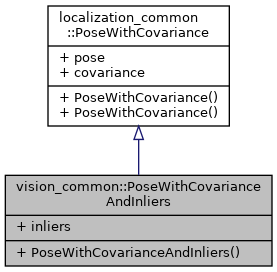 localization_common
::PoseWithCovariance
+ pose
+ covariance
+ PoseWithCovariance()
+ PoseWithCovariance()
vision_common::PoseWithCovariance
AndInliers
+ inliers
+ PoseWithCovarianceAndInliers()